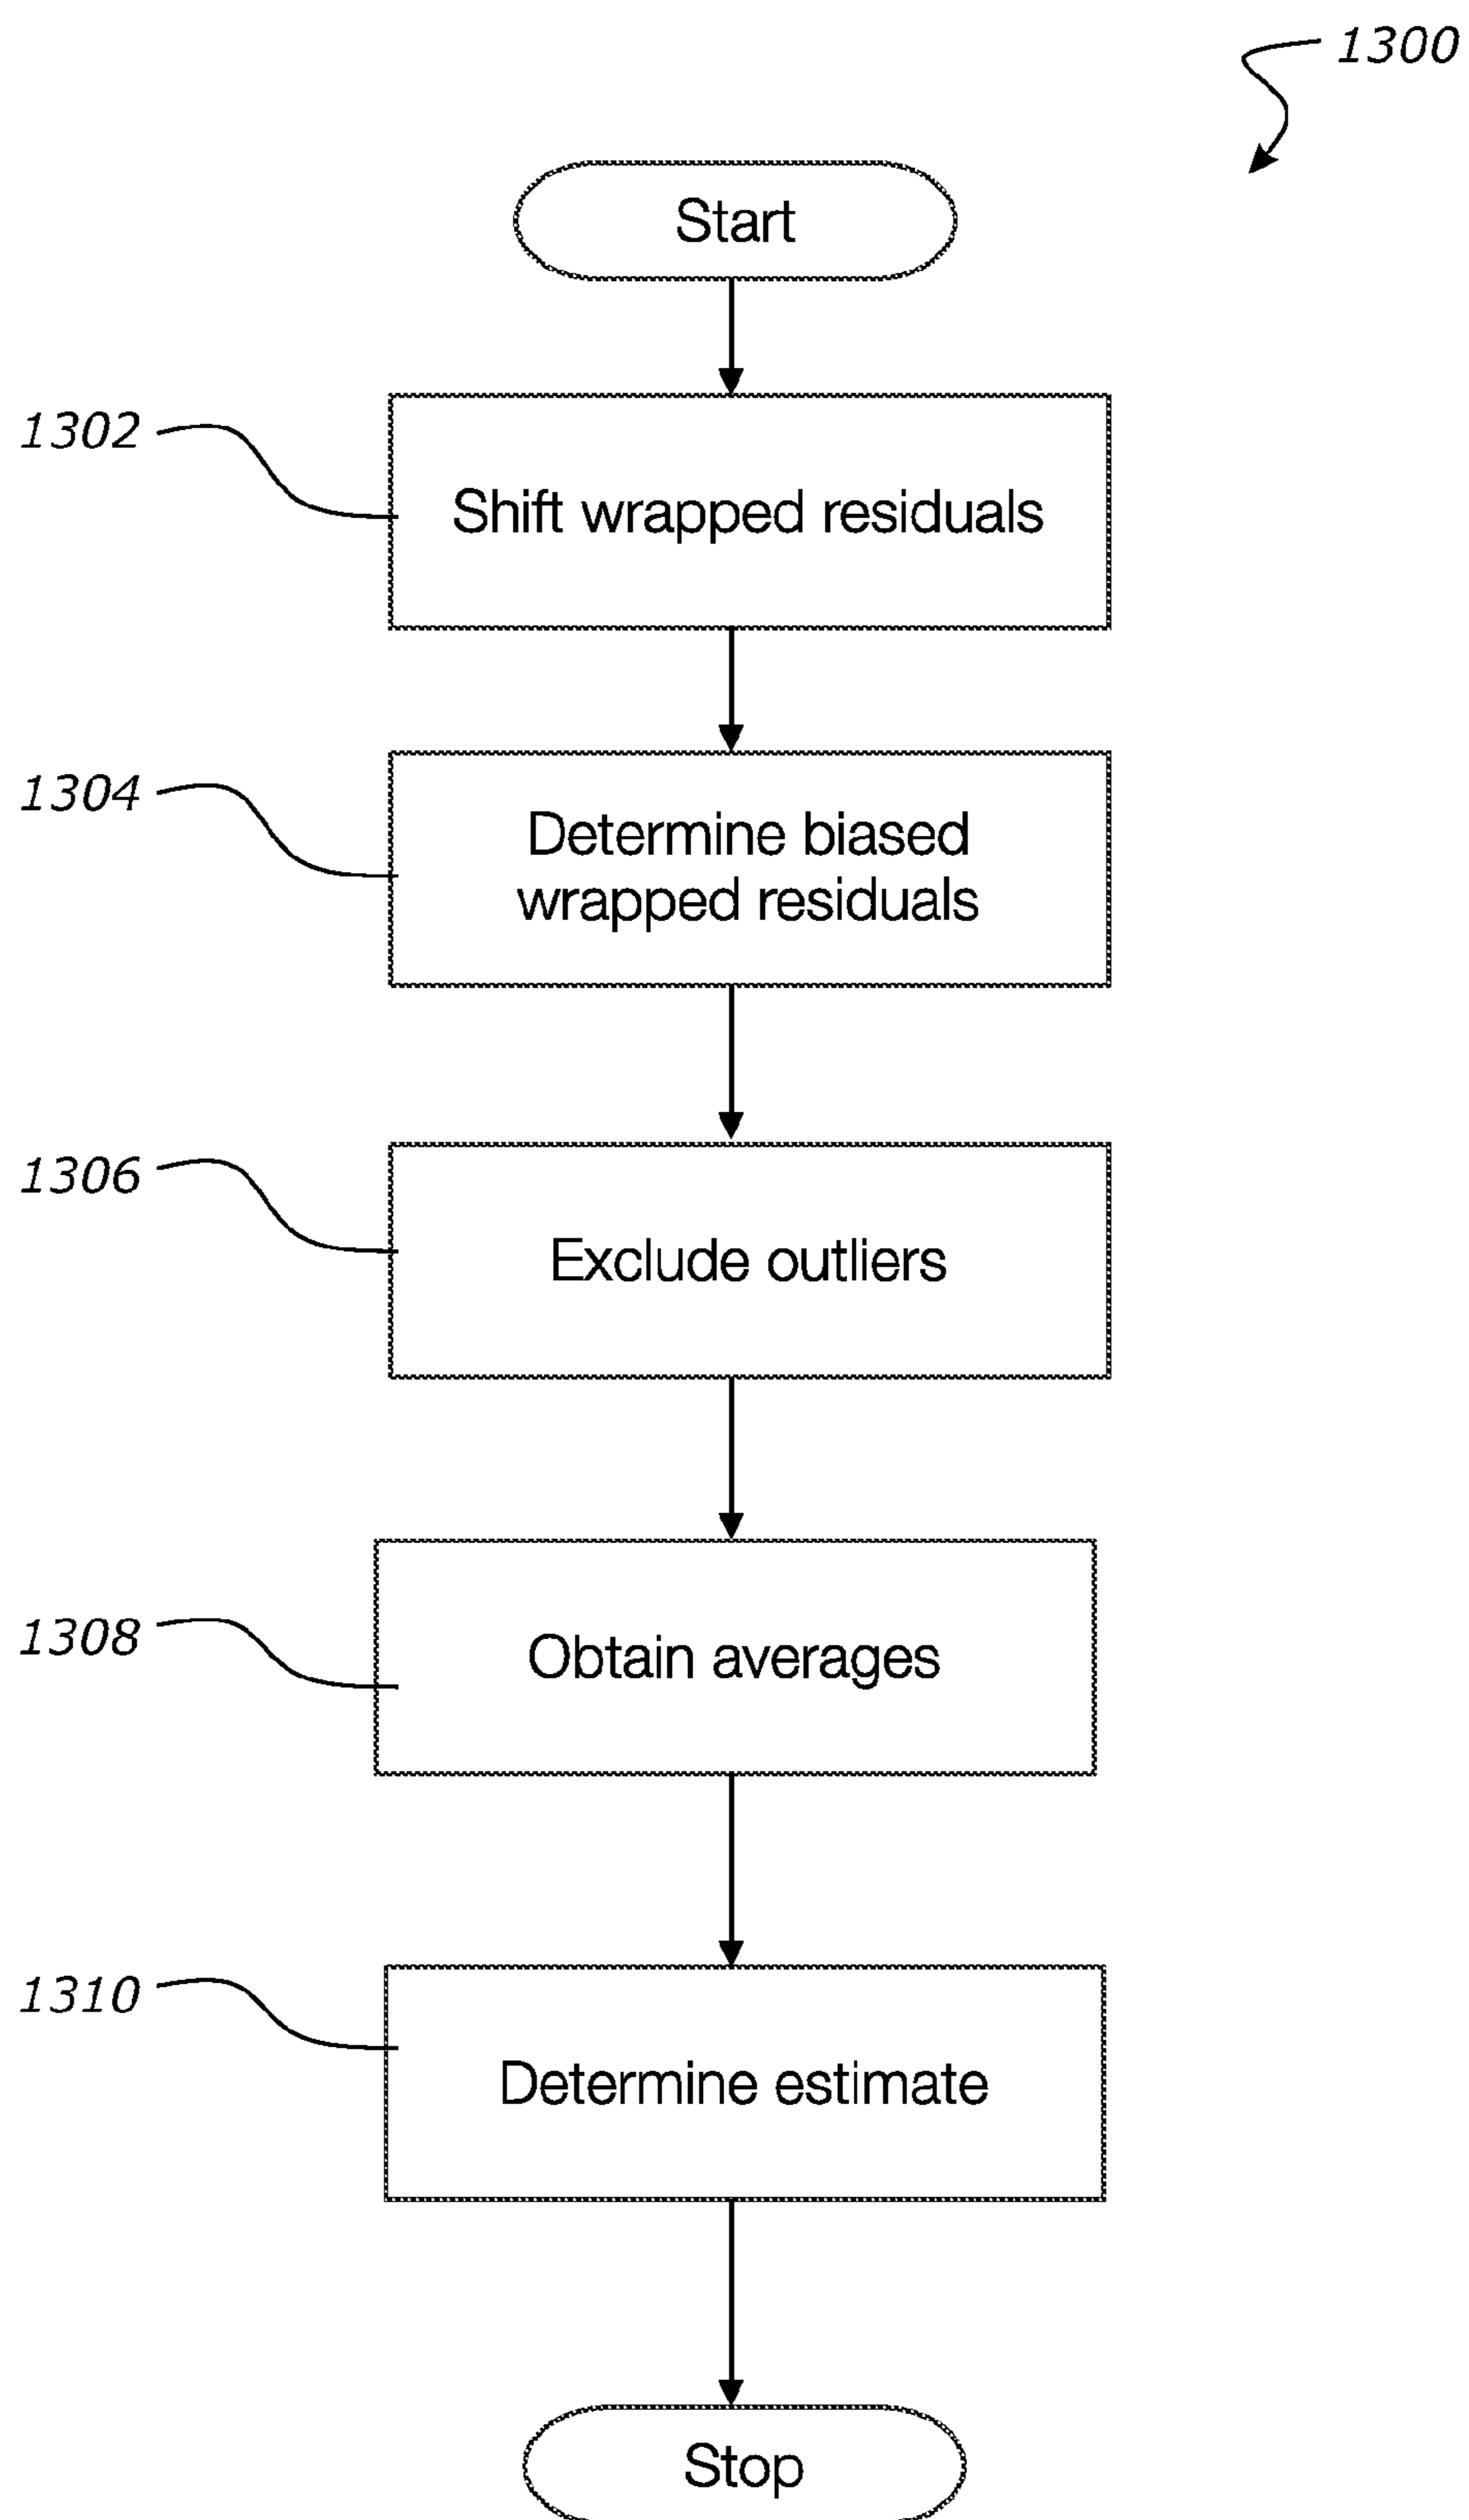 1300
Start
1302
Shift wrapped residuals
1304
Determine biased
wrapped residuals
1306
Exclude outliers
1308
Obtain averages
1310
Determine estimate
Stop